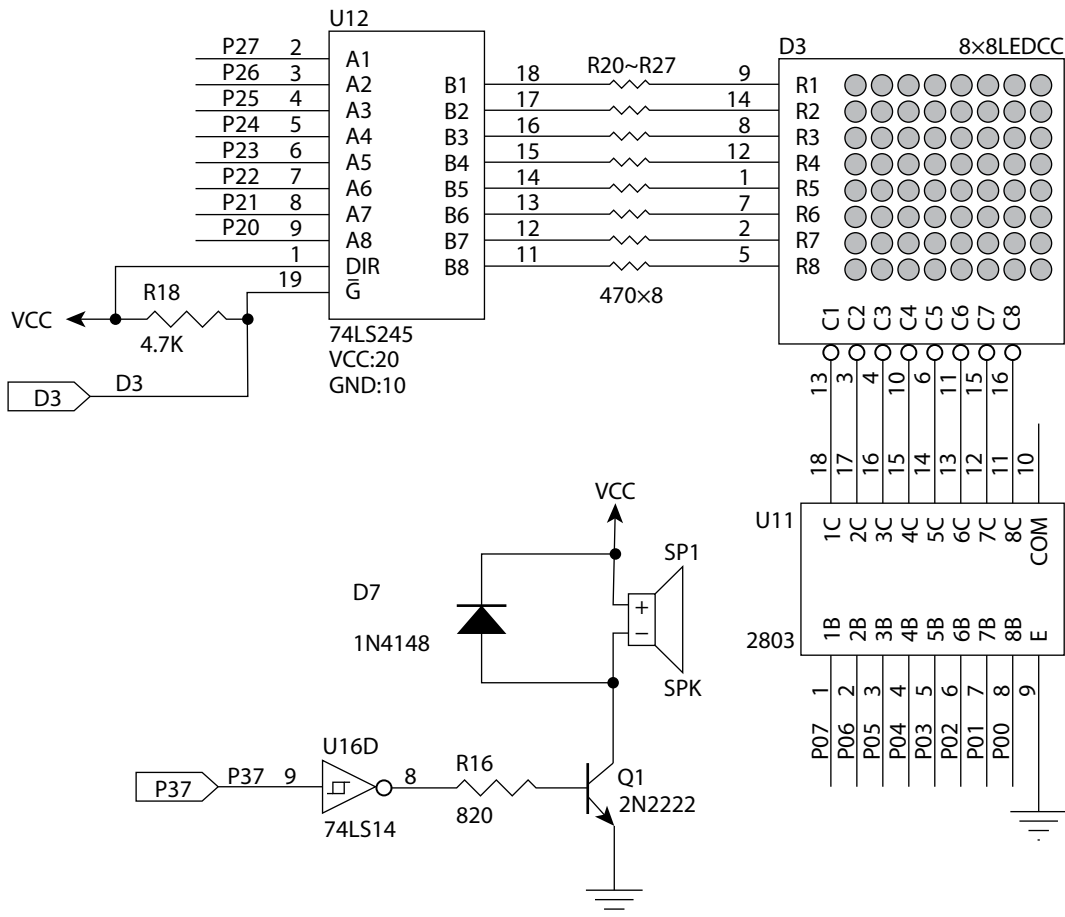 U12
P27 2 A1
P26 3 A2
P25 4 A3
P24 5 A4
P23 6 A5
P22 7 A6
P21 8 A7
P20 9 A8
1 DIR
19 G̅
B1 18
B2 17
B3 16
B4 15
B5 14
B6 13
B7 12
B8 11
74LS245
VCC:20
GND:10
R20~R27
470×8
D3 8×8LEDCC
9 R1
14 R2
8 R3
12 R4
1 R5
7 R6
2 R7
5 R8
C1 C2 C3 C4 C5 C6 C7 C8
13 3 4 10 6 11 15 16
VCC
R18
4.7K
D3 D3
18 17 16 15 14 13 12 11 10
U11
1C 2C 3C 4C 5C 6C 7C 8C COM
2803
1B 2B 3B 4B 5B 6B 7B 8B E
1 2 3 4 5 6 7 8 9
P07 P06 P05 P04 P03 P02 P01 P00
VCC
SP1
+
−
SPK
D7
1N4148
U16D
P37 P37 9 8
74LS14
R16
820
Q1
2N2222